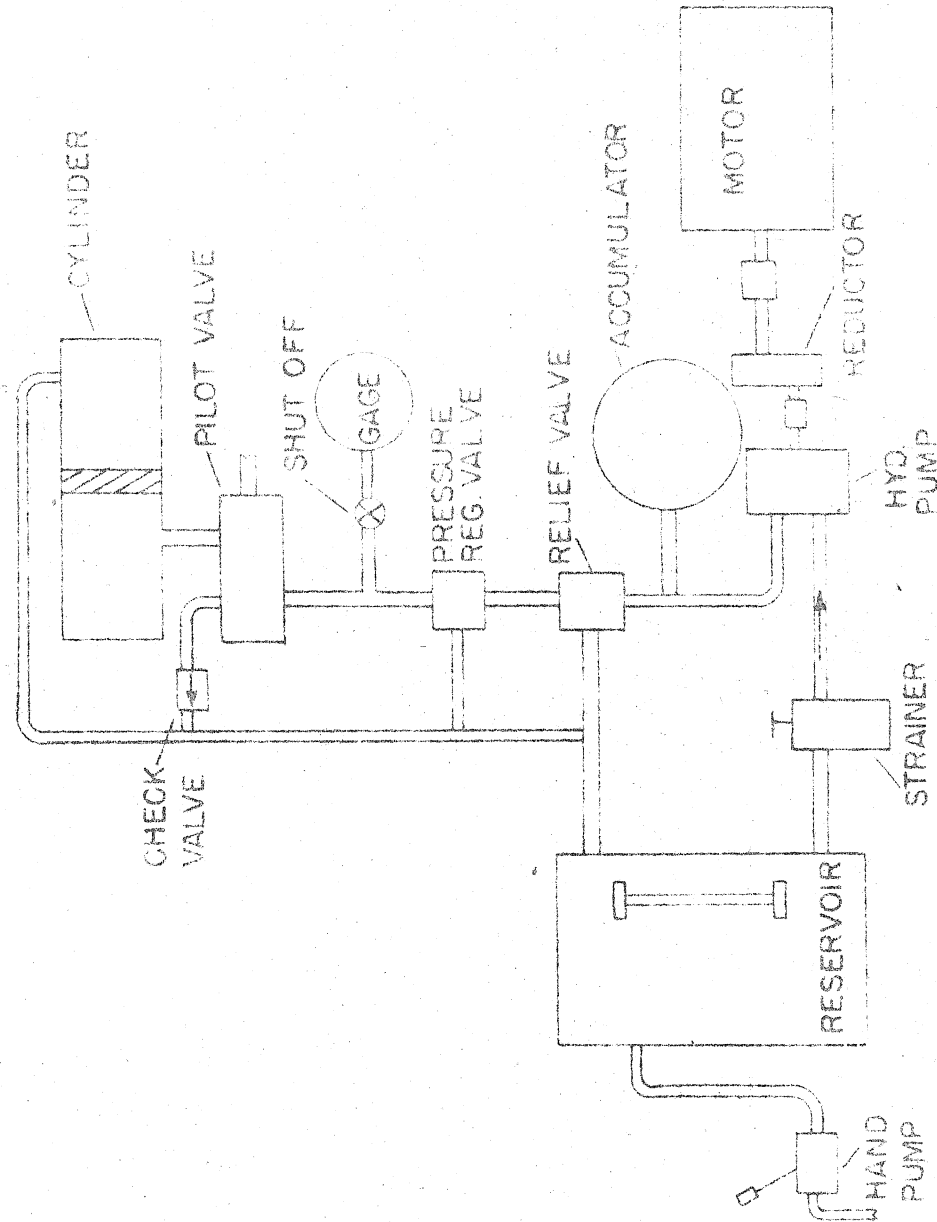 CYLINDER
PILOT VALVE
SHUT OFF
GAGE
PRESSURE
REG. VALVE
RELIEF VALVE
ACCUMULATOR
MOTOR
REDUCTOR
HYD.
PUMP
CHECK
VALVE
STRAINER
RESERVOIR
HAND
PUMP